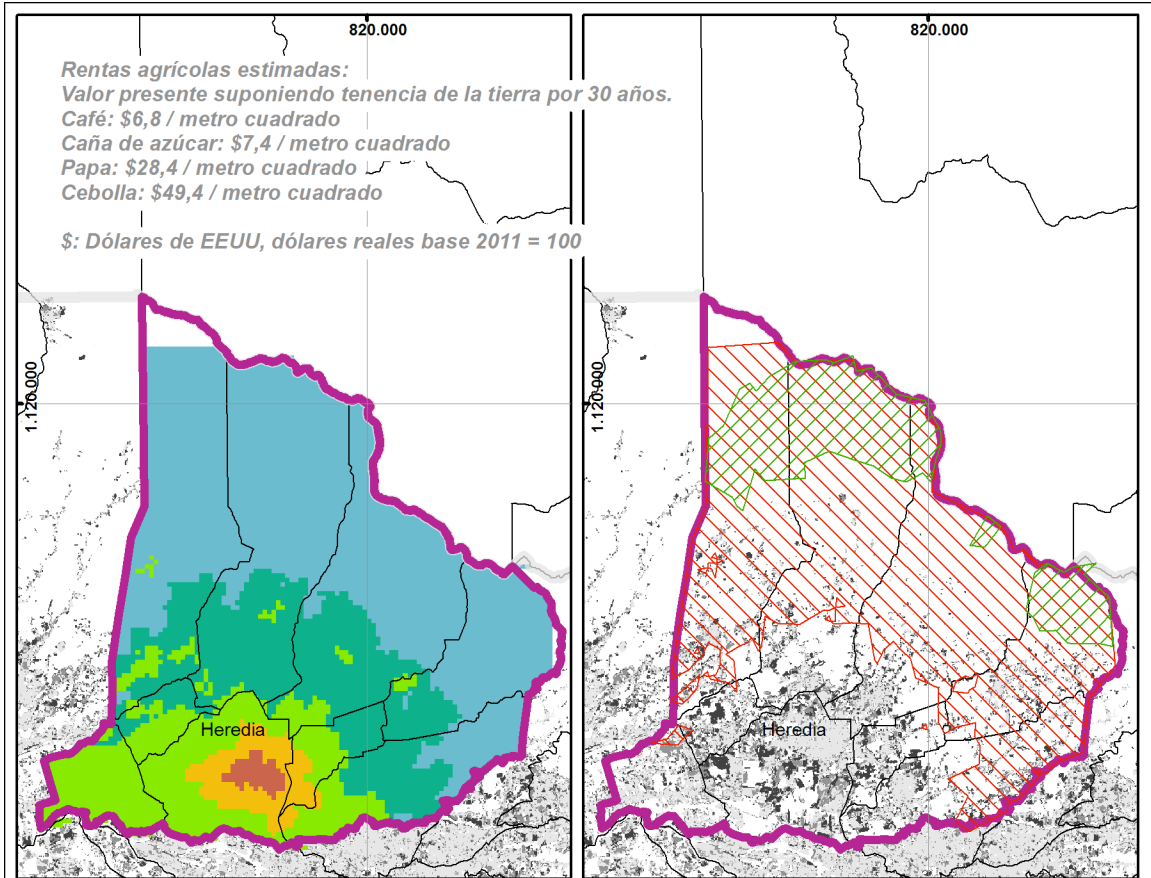 820.000
820.000
Rentas agrícolas estimadas:
Valor presente suponiendo tenencia de la tierra por 30 años.
Café: $6,8 / metro cuadrado
Caña de azúcar: $7,4 / metro cuadrado
Papa: $28,4 / metro cuadrado
Cebolla: $49,4 / metro cuadrado
$: Dólares de EEUU, dólares reales base 2011 = 100
1.120.000
1.120.000
Heredia
Heredia